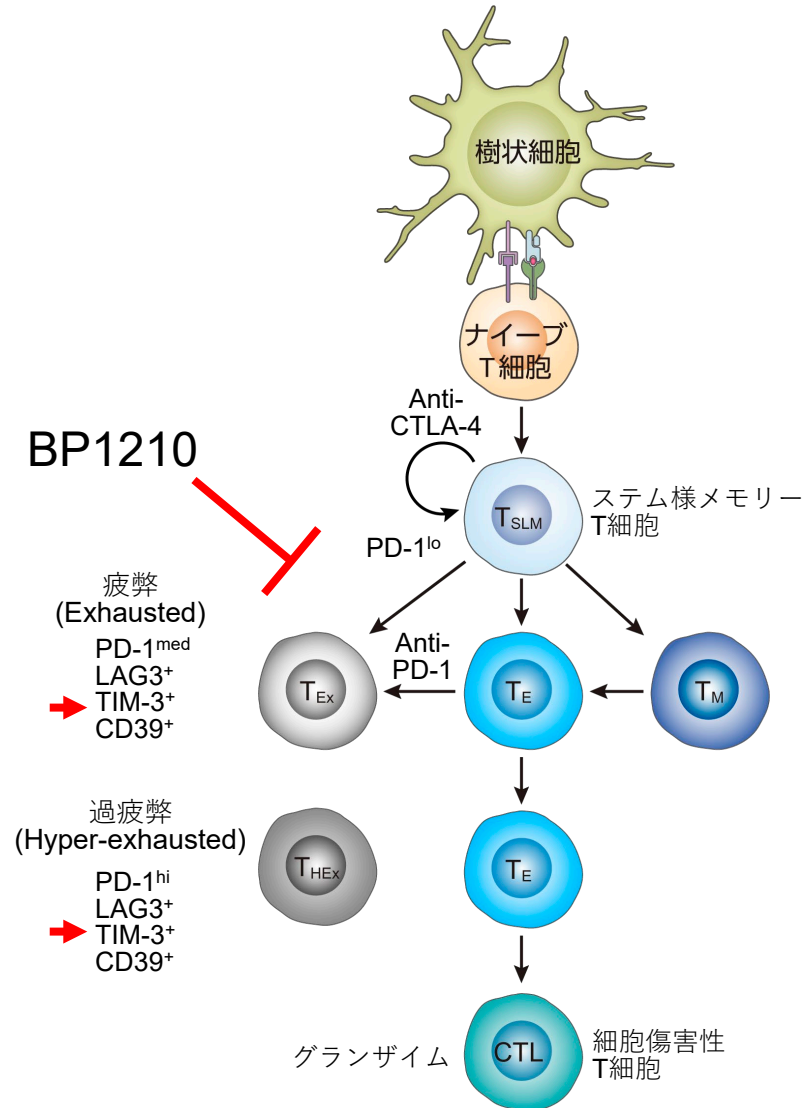 樹状細胞
ナイーブ
T細胞
Anti-
CTLA-4
BP1210
TSLM
ステム様メモリー
T細胞
PD-1lo
疲弊
(Exhausted)
PD-1med
LAG3+
TIM-3+
CD39+
TEx
Anti-
PD-1
TE
TM
過疲弊
(Hyper-exhausted)
PD-1hi
LAG3+
TIM-3+
CD39+
THEx
TE
グランザイム
CTL
細胞傷害性
T細胞